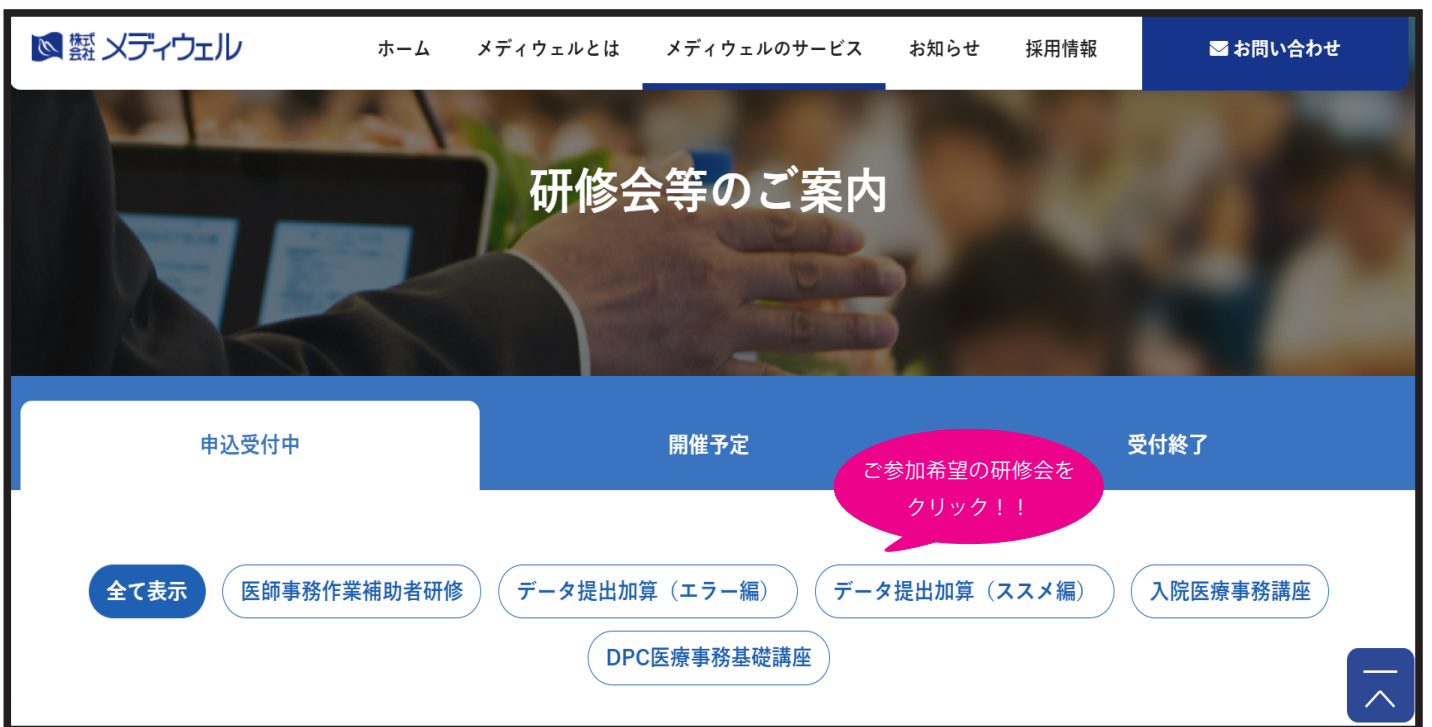 株式会社 メディウェル
ホーム メディウェルとは メディウェルのサービス お知らせ 採用情報 お問い合わせ
研修会等のご案内
申込受付中 開催予定 受付終了
ご参加希望の研修会を
クリック！！
全て表示 医師事務作業補助者研修 データ提出加算（エラー編） データ提出加算（ススメ編） 入院医療事務講座
DPC医療事務基礎講座